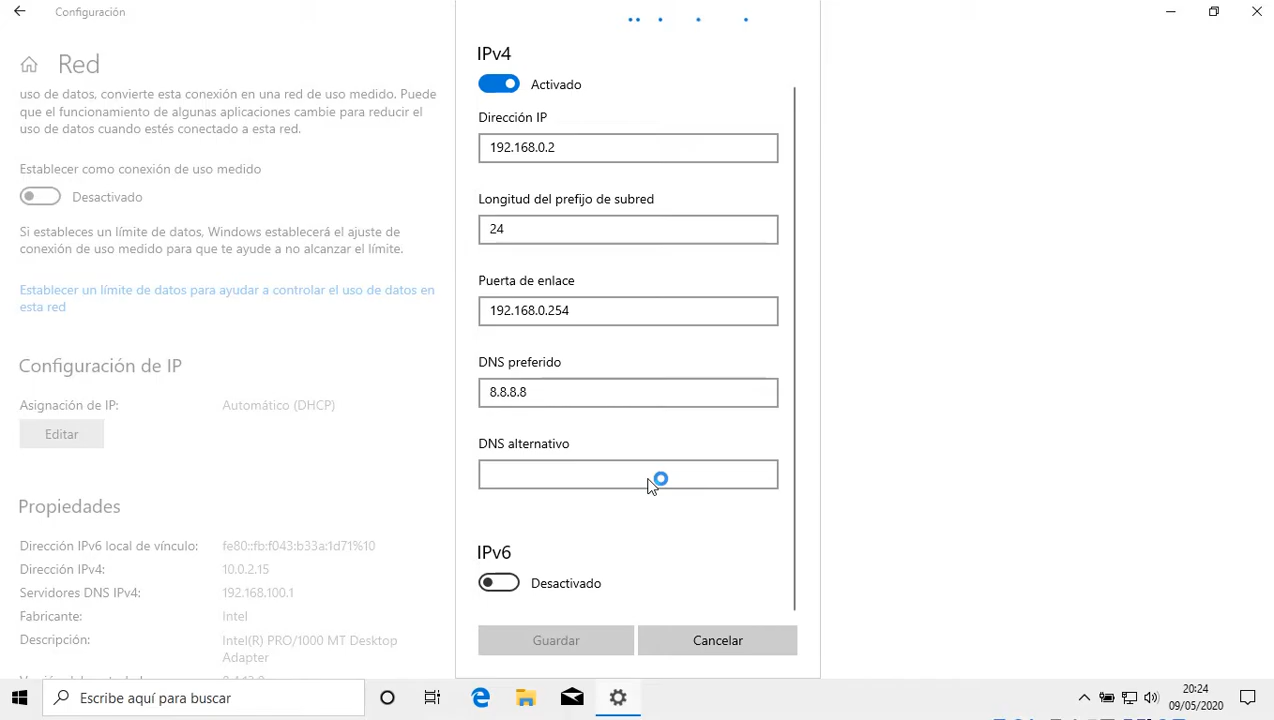 Configuración
Red
uso de datos, convierte esta conexión en una red de uso medido. Puede
que el funcionamiento de algunas aplicaciones cambie para reducir el
uso de datos cuando estés conectado a esta red.
Establecer como conexión de uso medido
Desactivado
Si estableces un límite de datos, Windows establecerá el ajuste de
conexión de uso medido para que te ayude a no alcanzar el límite.
Establecer un límite de datos para ayudar a controlar el uso de datos en
esta red
Configuración de IP
Asignación de IP: Automático (DHCP)
Editar
Propiedades
Dirección IPv6 local de vínculo: fe80::fb:f043:b33a:1d71%10
Dirección IPv4: 10.0.2.15
Servidores DNS IPv4: 192.168.100.1
Fabricante: Intel
Descripción: Intel(R) PRO/1000 MT Desktop
Adapter
IPv4
Activado
Dirección IP
192.168.0.2
Longitud del prefijo de subred
24
Puerta de enlace
192.168.0.254
DNS preferido
8.8.8.8
DNS alternativo
IPv6
Desactivado
Guardar Cancelar
Escribe aquí para buscar
20:24
09/05/2020